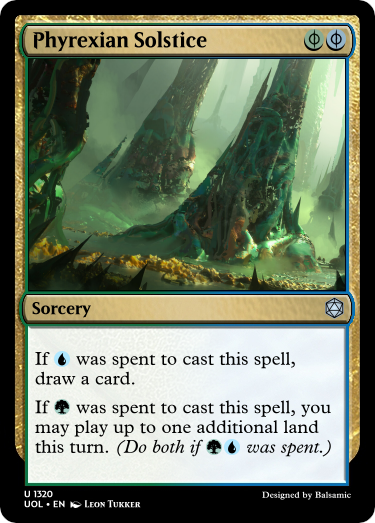 Phyrexian Solstice
Sorcery
If was spent to cast this spell,
draw a card.
If was spent to cast this spell, you
may play up to one additional land
this turn. (Do both if was spent.)
U 1320
UOL • EN Leon Tukker
Designed by Balsamic